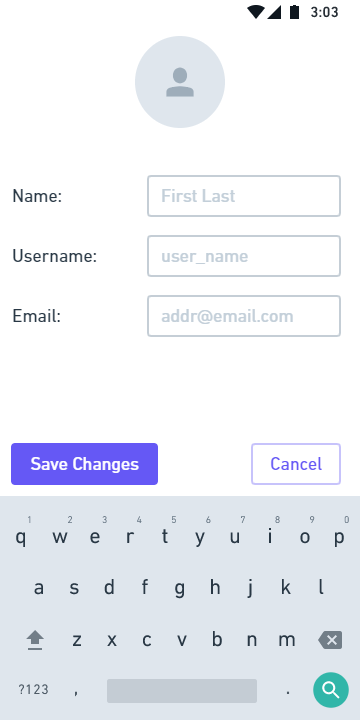 3:03
Name: First Last
Username: user_name
Email: addr@email.com
Save Changes Cancel
1 2 3 4 5 6 7 8 9 0
q w e r t y u i o p
a s d f g h j k l
z x c v b n m
?123 , .